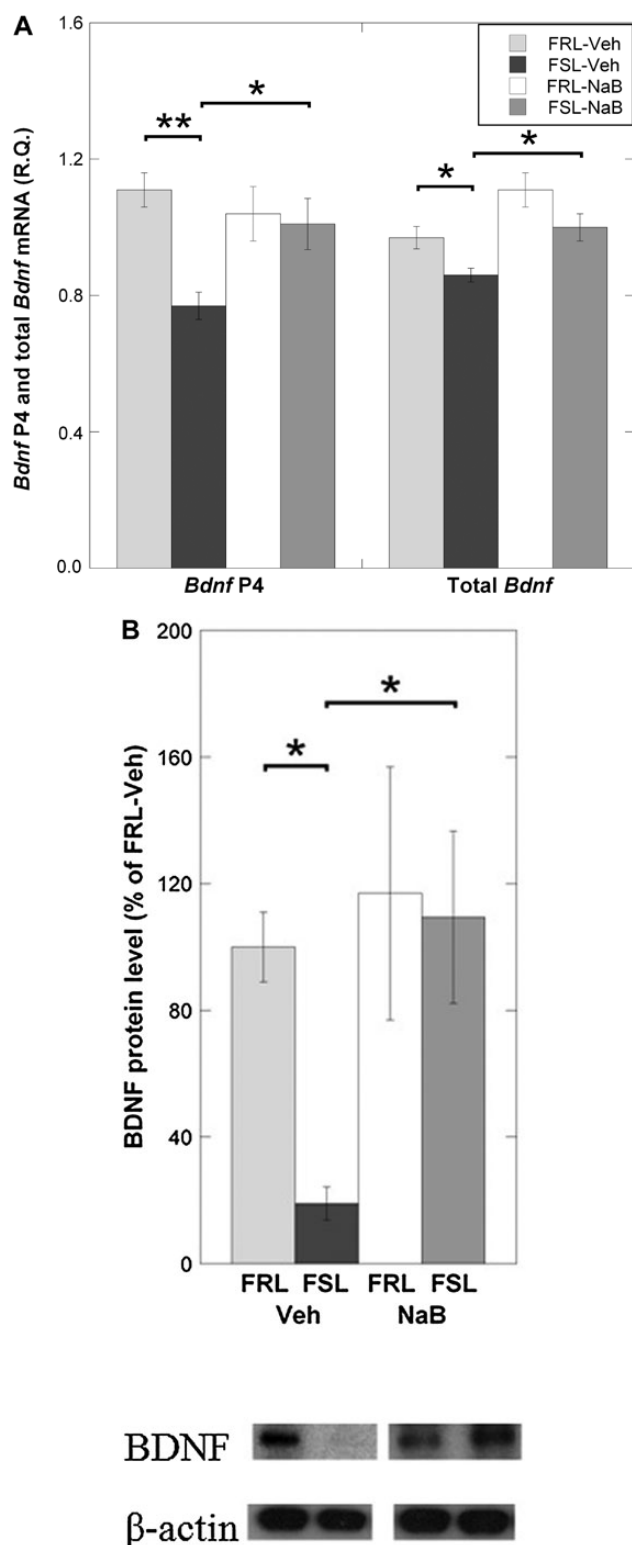 A
1.6
1.2
0.8
0.4
0.0
Bdnf P4 and total Bdnf mRNA (R.Q.)
FRL-Veh
FSL-Veh
FRL-NaB
FSL-NaB
** * * *
Bdnf P4 Total Bdnf
B
200
160
120
80
40
0
BDNF protein level (% of FRL-Veh)
* *
FRL FSL FRL FSL
Veh NaB
BDNF
β-actin